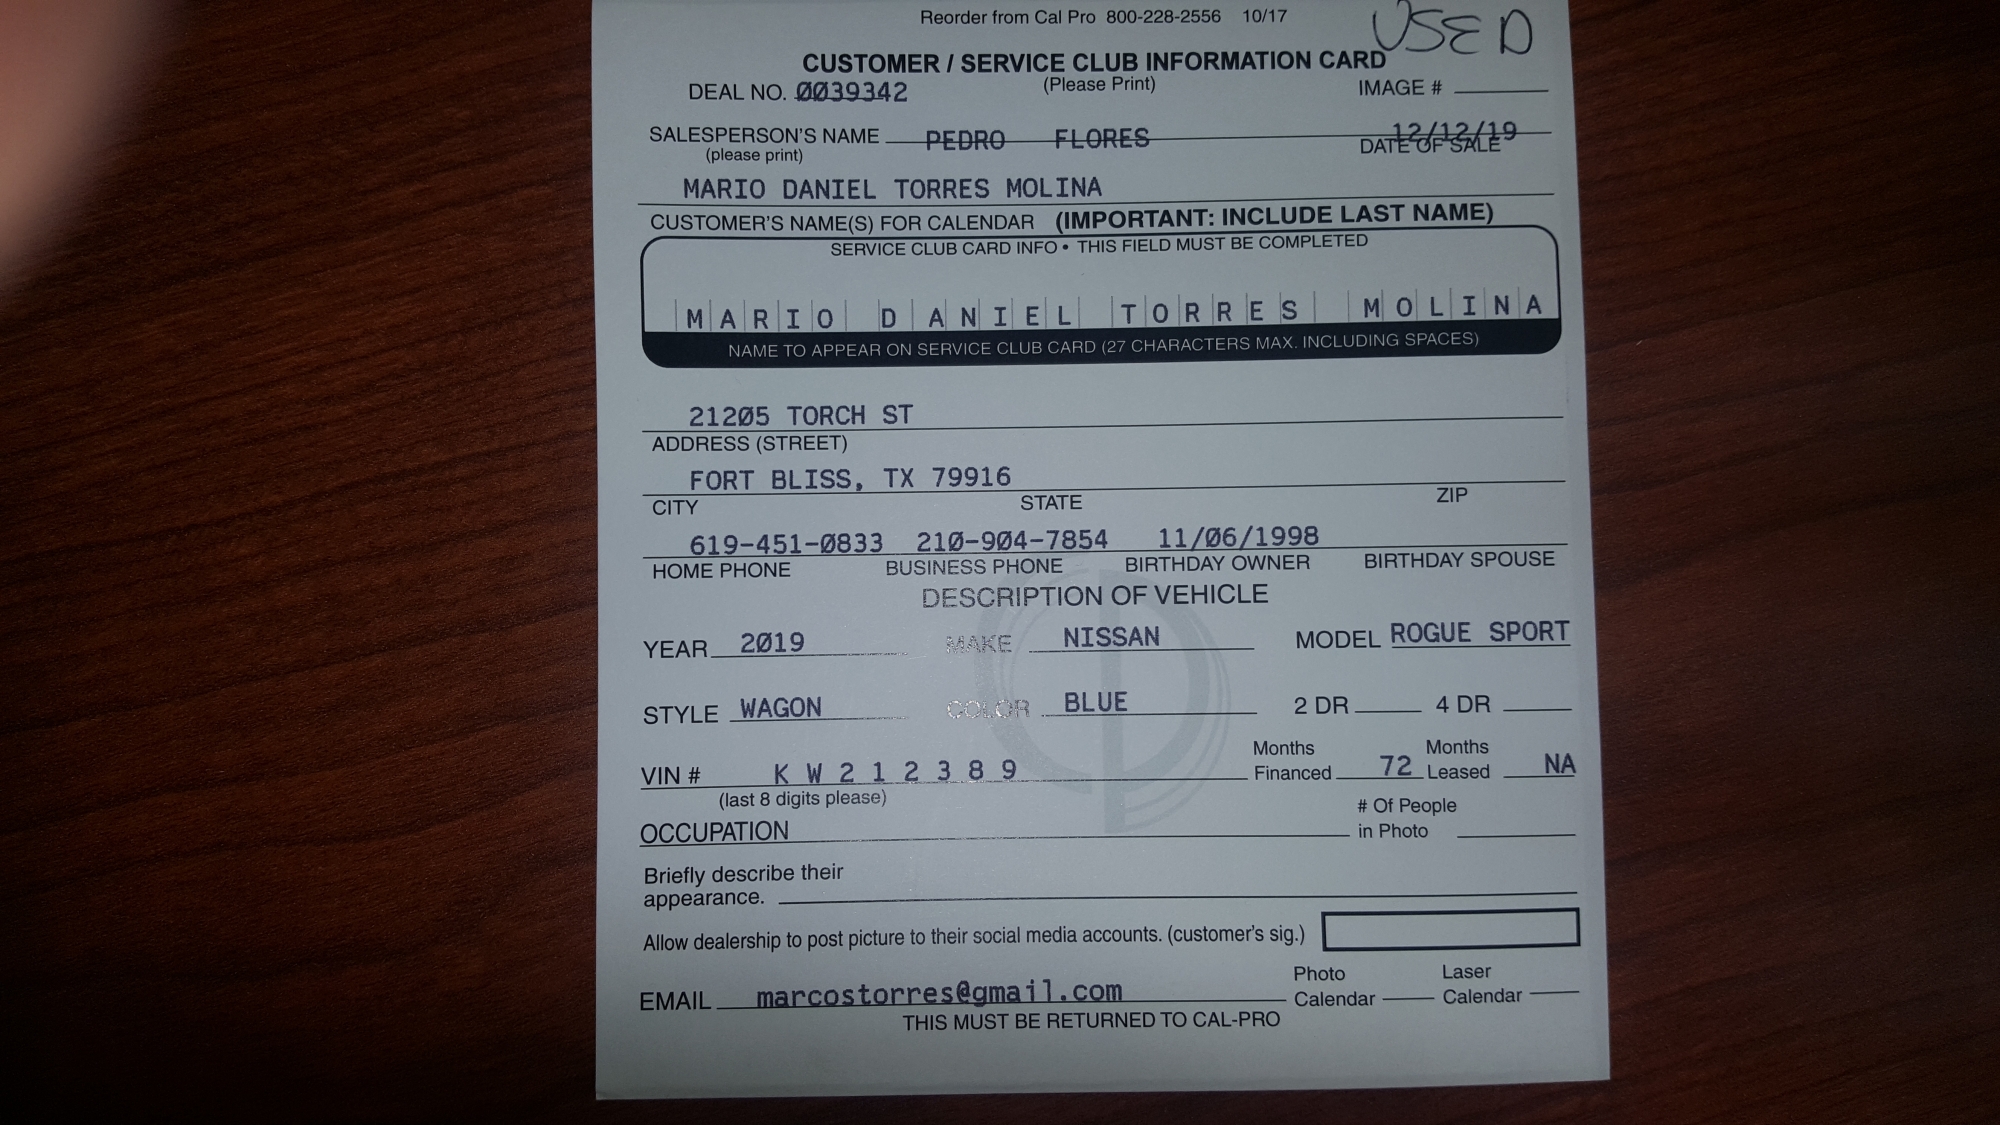 Reorder from Cal Pro 800-228-2556 10/17
USED
CUSTOMER / SERVICE CLUB INFORMATION CARD
DEAL NO. 0039342 (Please Print) IMAGE #
SALESPERSON'S NAME PEDRO FLORES 12/12/19
(please print) DATE OF SALE
MARIO DANIEL TORRES MOLINA
CUSTOMER'S NAME(S) FOR CALENDAR (IMPORTANT: INCLUDE LAST NAME)
SERVICE CLUB CARD INFO • THIS FIELD MUST BE COMPLETED
MARIO DANIEL TORRES MOLINA
NAME TO APPEAR ON SERVICE CLUB CARD (27 CHARACTERS MAX. INCLUDING SPACES)
21205 TORCH ST
ADDRESS (STREET)
FORT BLISS, TX 79916
CITY STATE ZIP
619-451-0833 210-904-7854 11/06/1998
HOME PHONE BUSINESS PHONE BIRTHDAY OWNER BIRTHDAY SPOUSE
DESCRIPTION OF VEHICLE
YEAR 2019 MAKE NISSAN MODEL ROGUE SPORT
STYLE WAGON COLOR BLUE 2 DR 4 DR
Months Months
VIN # K W 2 1 2 3 8 9 Financed 72 Leased NA
(last 8 digits please)
# Of People
OCCUPATION in Photo
Briefly describe their
appearance.
Allow dealership to post picture to their social media accounts. (customer's sig.)
Photo Laser
EMAIL marcostorres@gmail.com Calendar Calendar
THIS MUST BE RETURNED TO CAL-PRO